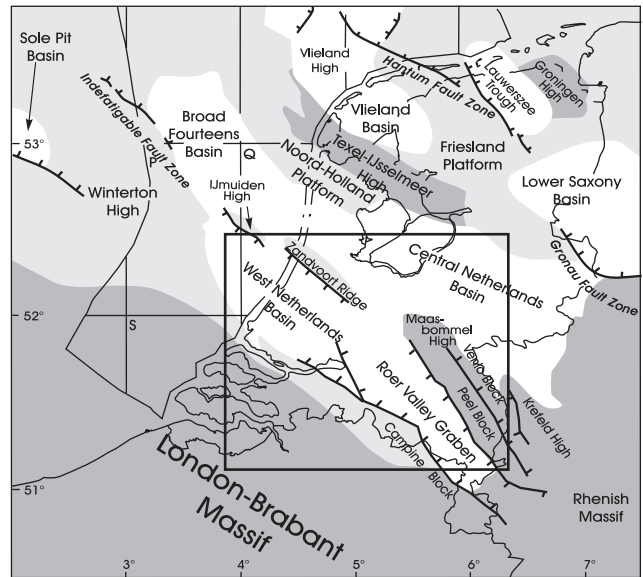 Sole Pit
Basin
Indefatigable Fault Zone
Broad
Fourteens
Basin
Vlieland
High
Hantum Fault Zone
Lauwerszee
Trough
Groningen
High
Vlieland
Basin
Texel-IJsselmeer
High
Friesland
Platform
53°
P
Q
Noord-Holland
Platform
Winterton
High
IJmuiden
High
Lower Saxony
Basin
Gronau Fault Zone
Zandvoort Ridge
Central Netherlands
Basin
West Netherlands
Basin
52°
S
Maas-
bommel
High
Venlo Block
Peel Block
Krefeld High
Roer Valley Graben
Campine
Block
London-Brabant
Massif
51°
Rhenish
Massif
3°
4°
5°
6°
7°